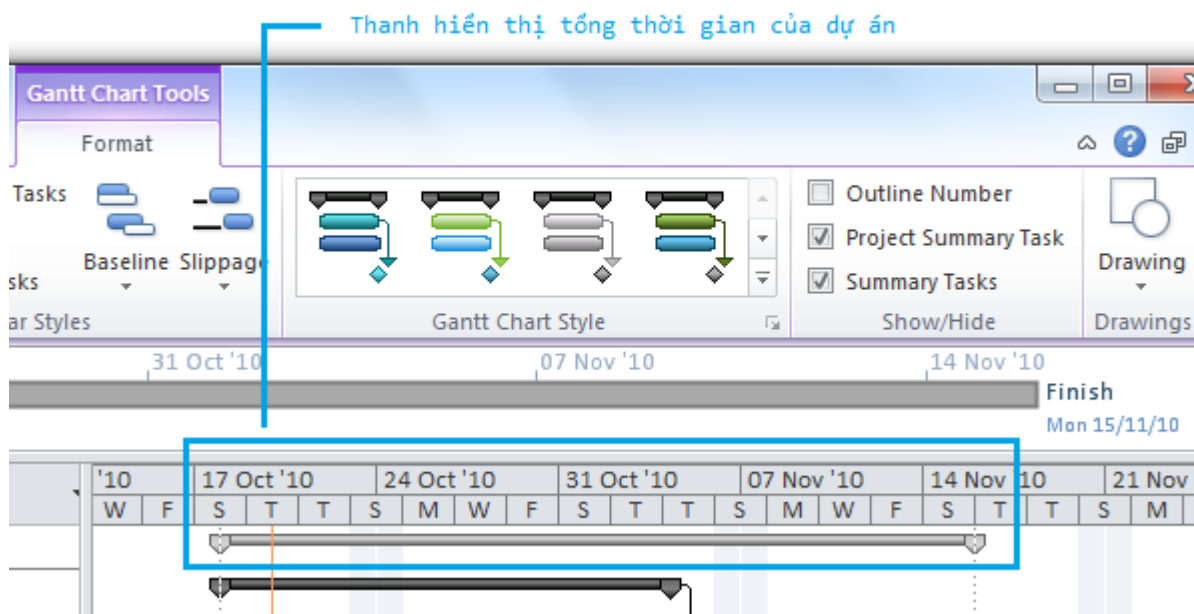 Thanh hiển thị tổng thời gian của dự án
Gantt Chart Tools
Format
Tasks
Baseline Slippag
sks
Outline Number
Project Summary Task
Summary Tasks
Drawing
ar Styles
Gantt Chart Style
Show/Hide
Drawings
31 Oct '10 07 Nov '10 14 Nov '10
Finish
Mon 15/11/10
'10 17 Oct '10 24 Oct '10 31 Oct '10 07 Nov '10 14 Nov '10 21 Nov
W F S T T S M W F S T T S M W F S T T S M